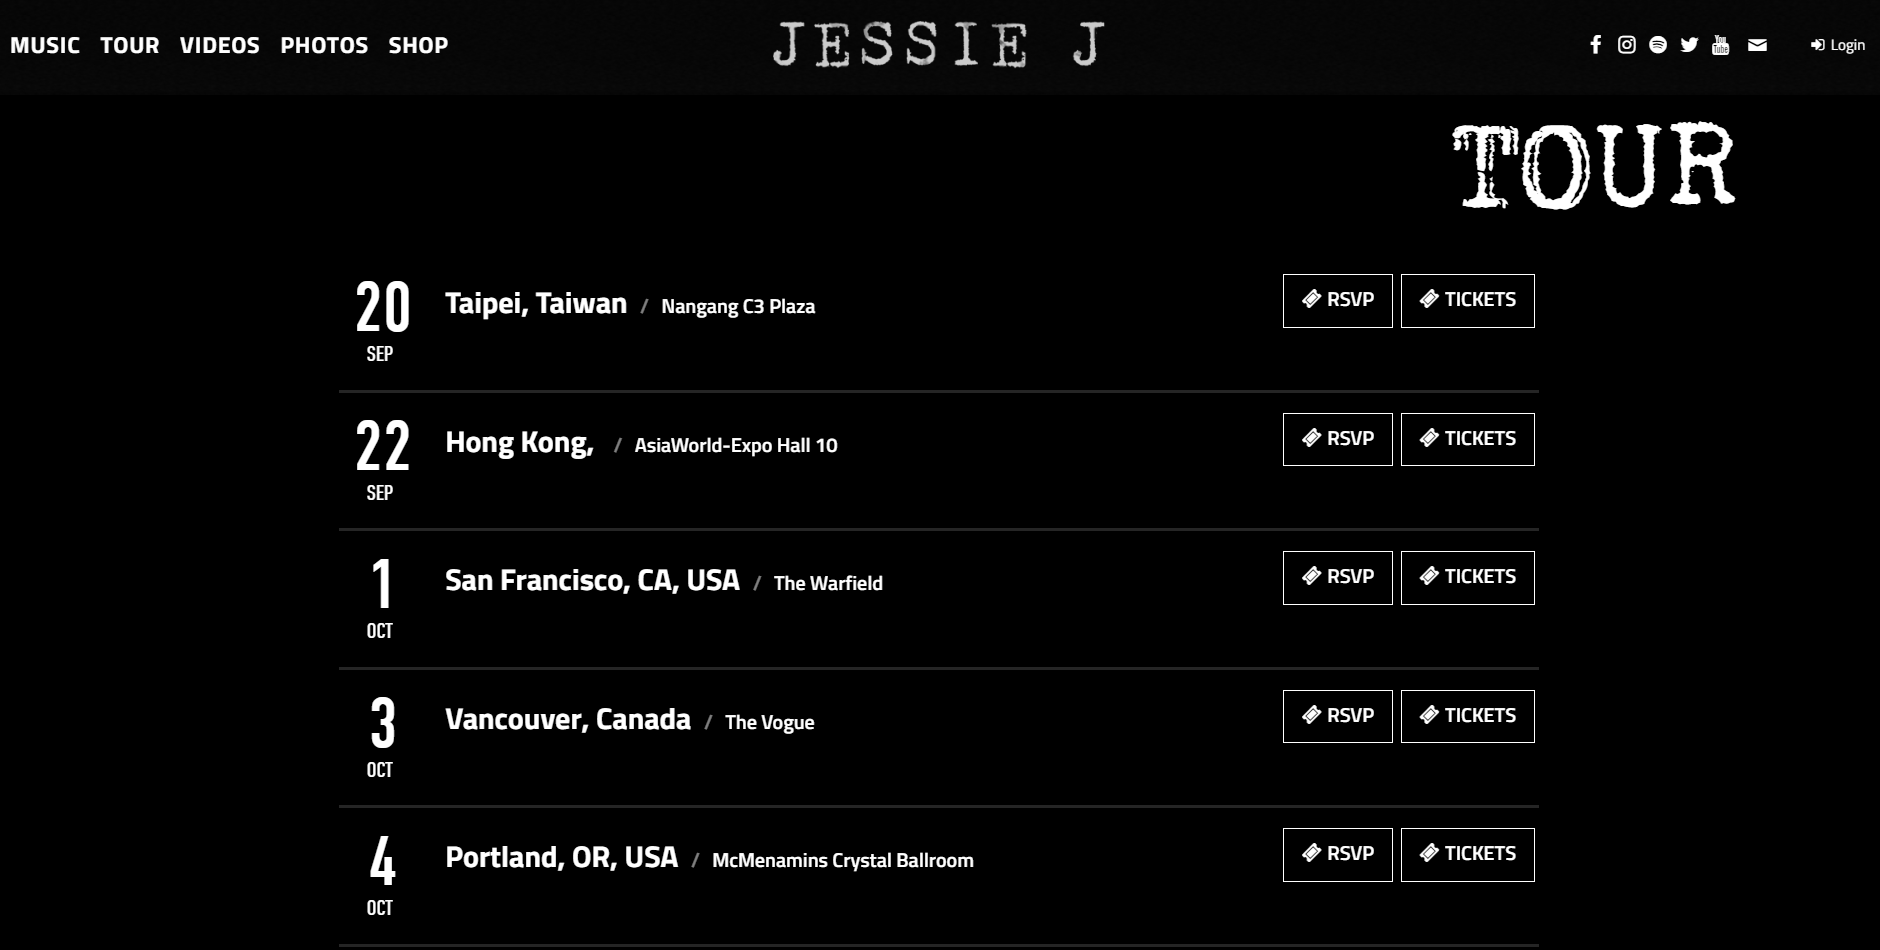 MUSIC TOUR VIDEOS PHOTOS SHOP
JESSIE J
Login
TOUR
20
SEP
Taipei, Taiwan / Nangang C3 Plaza
RSVP
TICKETS
22
SEP
Hong Kong, / AsiaWorld-Expo Hall 10
RSVP
TICKETS
1
OCT
San Francisco, CA, USA / The Warfield
RSVP
TICKETS
3
OCT
Vancouver, Canada / The Vogue
RSVP
TICKETS
4
OCT
Portland, OR, USA / McMenamins Crystal Ballroom
RSVP
TICKETS